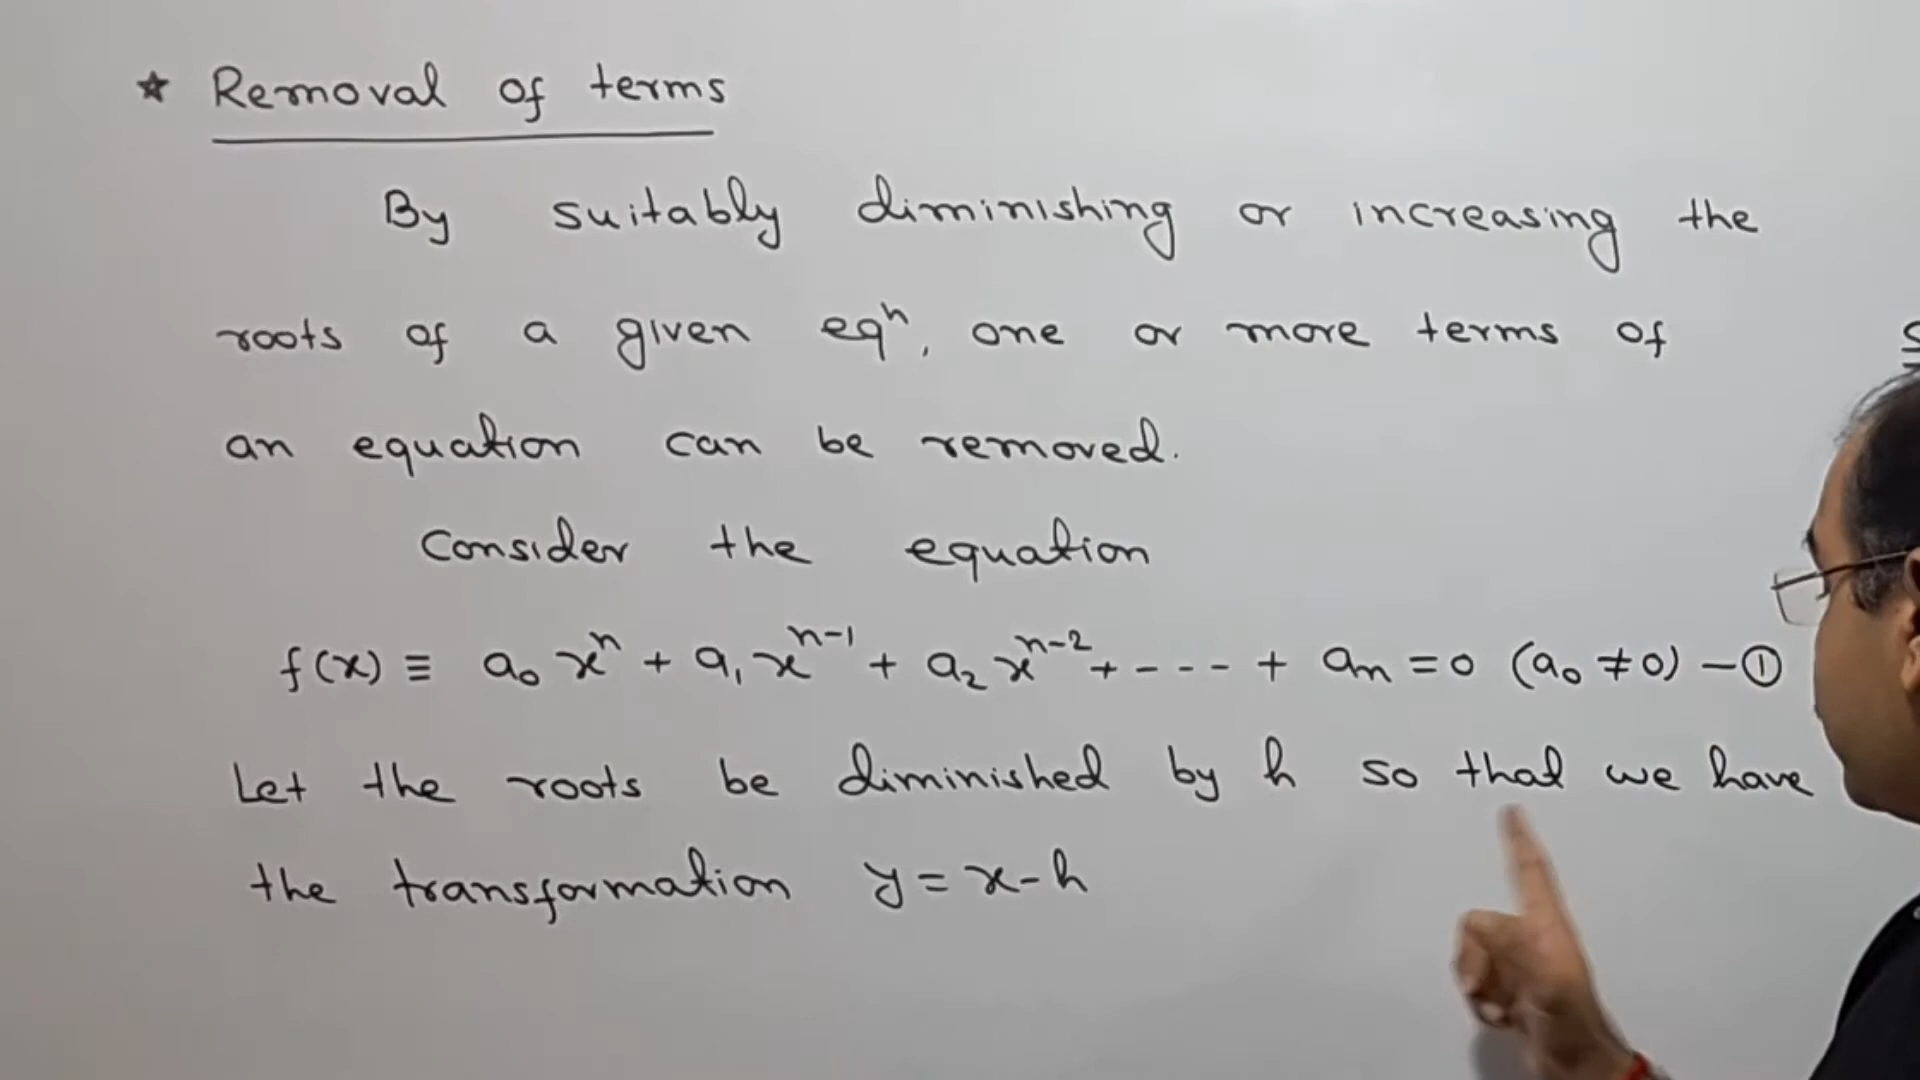 ★ Removal of terms
By suitably diminishing or increasing the
roots of a given eqⁿ, one or more terms of
an equation can be removed.
Consider the equation
f(x) ≡ a₀xⁿ + a₁xⁿ⁻¹ + a₂xⁿ⁻² + ---- + aₙ = 0 (a₀ ≠ 0) — ①
Let the roots be diminished by h so that we have
the transformation y = x-h